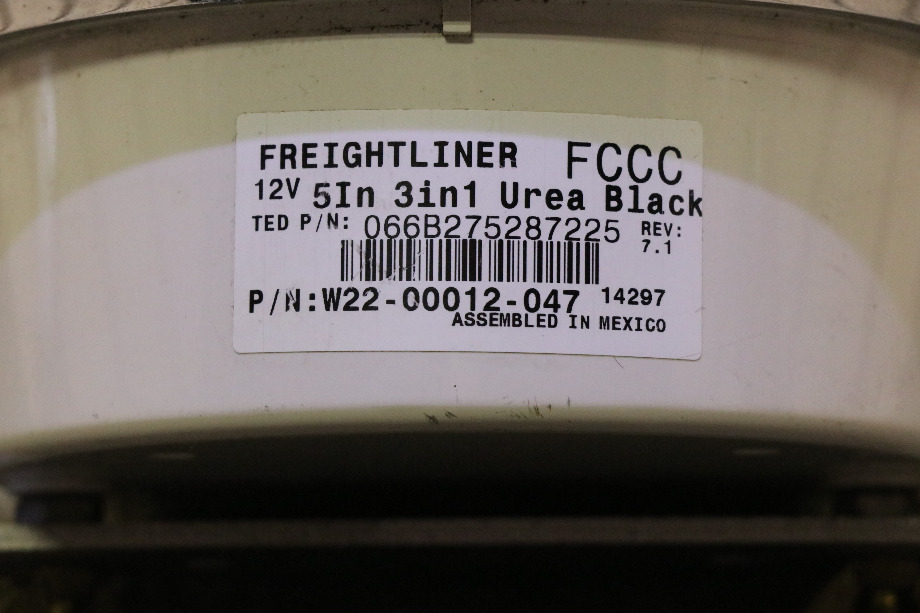 FREIGHTLINER FCCC
12V 5In 3in1 Urea Black
TED P/N: 066B275287225 REV: 7.1
P/N:W22-00012-047 14297
ASSEMBLED IN MEXICO